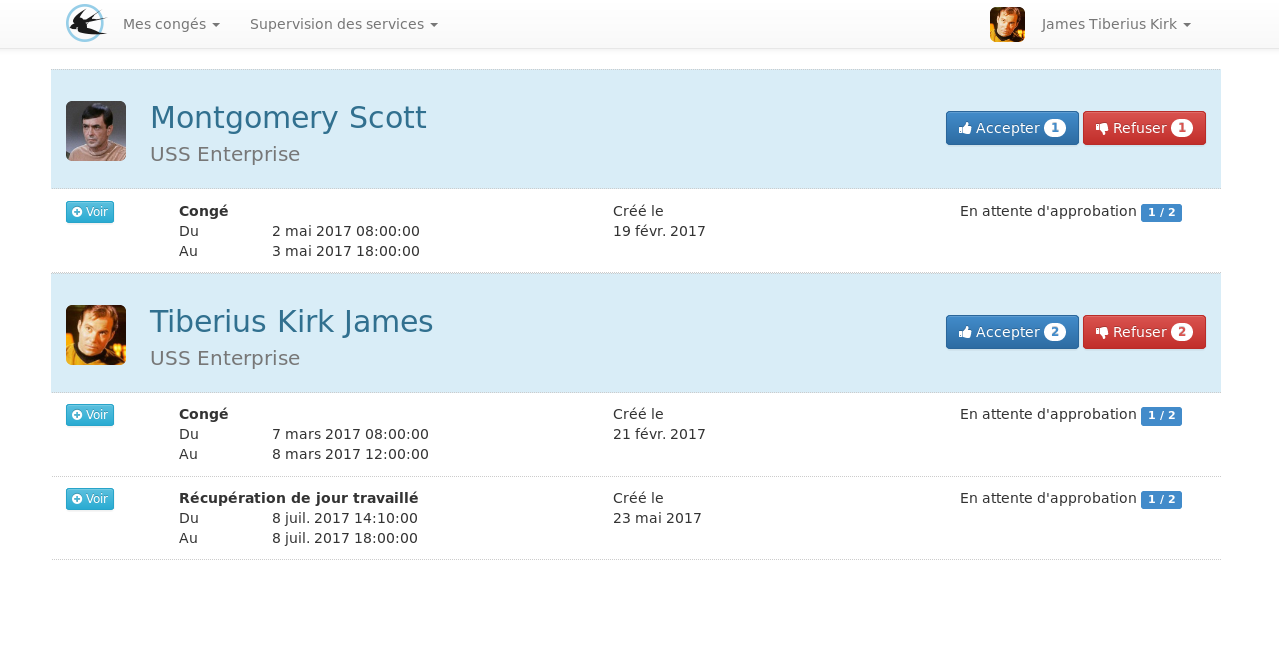 Mes congés Supervision des services James Tiberius Kirk
Montgomery Scott
USS Enterprise
Accepter 1 Refuser 1
Voir Congé Créé le En attente d'approbation 1 / 2
Du 2 mai 2017 08:00:00 19 févr. 2017
Au 3 mai 2017 18:00:00
Tiberius Kirk James
USS Enterprise
Accepter 2 Refuser 2
Voir Congé Créé le En attente d'approbation 1 / 2
Du 7 mars 2017 08:00:00 21 févr. 2017
Au 8 mars 2017 12:00:00
Voir Récupération de jour travaillé Créé le En attente d'approbation 1 / 2
Du 8 juil. 2017 14:10:00 23 mai 2017
Au 8 juil. 2017 18:00:00